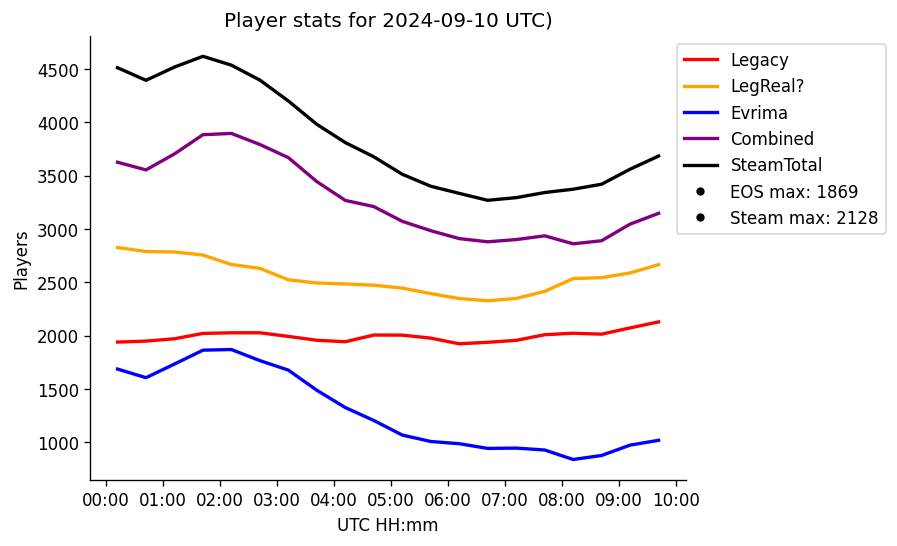 Player stats for 2024-09-10 UTC)
Legacy
LegReal?
Evrima
Combined
SteamTotal
EOS max: 1869
Steam max: 2128
Players
4500
4000
3500
3000
2500
2000
1500
1000
00:00 01:00 02:00 03:00 04:00 05:00 06:00 07:00 08:00 09:00 10:00
UTC HH:mm